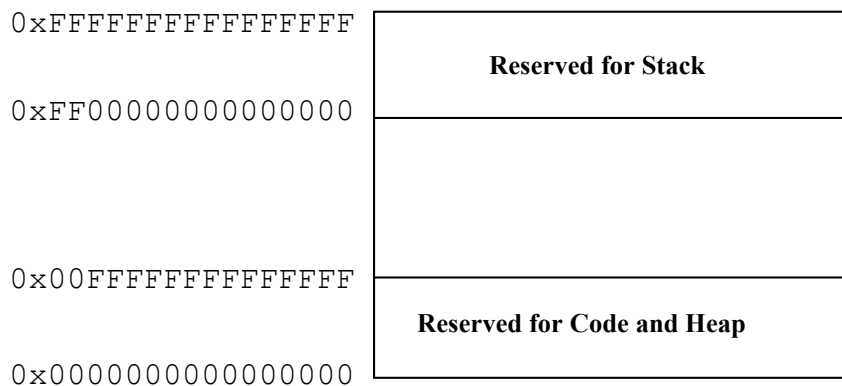 0xFFFFFFFFFFFFFFFF
Reserved for Stack
0xFF00000000000000
0x00FFFFFFFFFFFFFF
Reserved for Code and Heap
0x0000000000000000